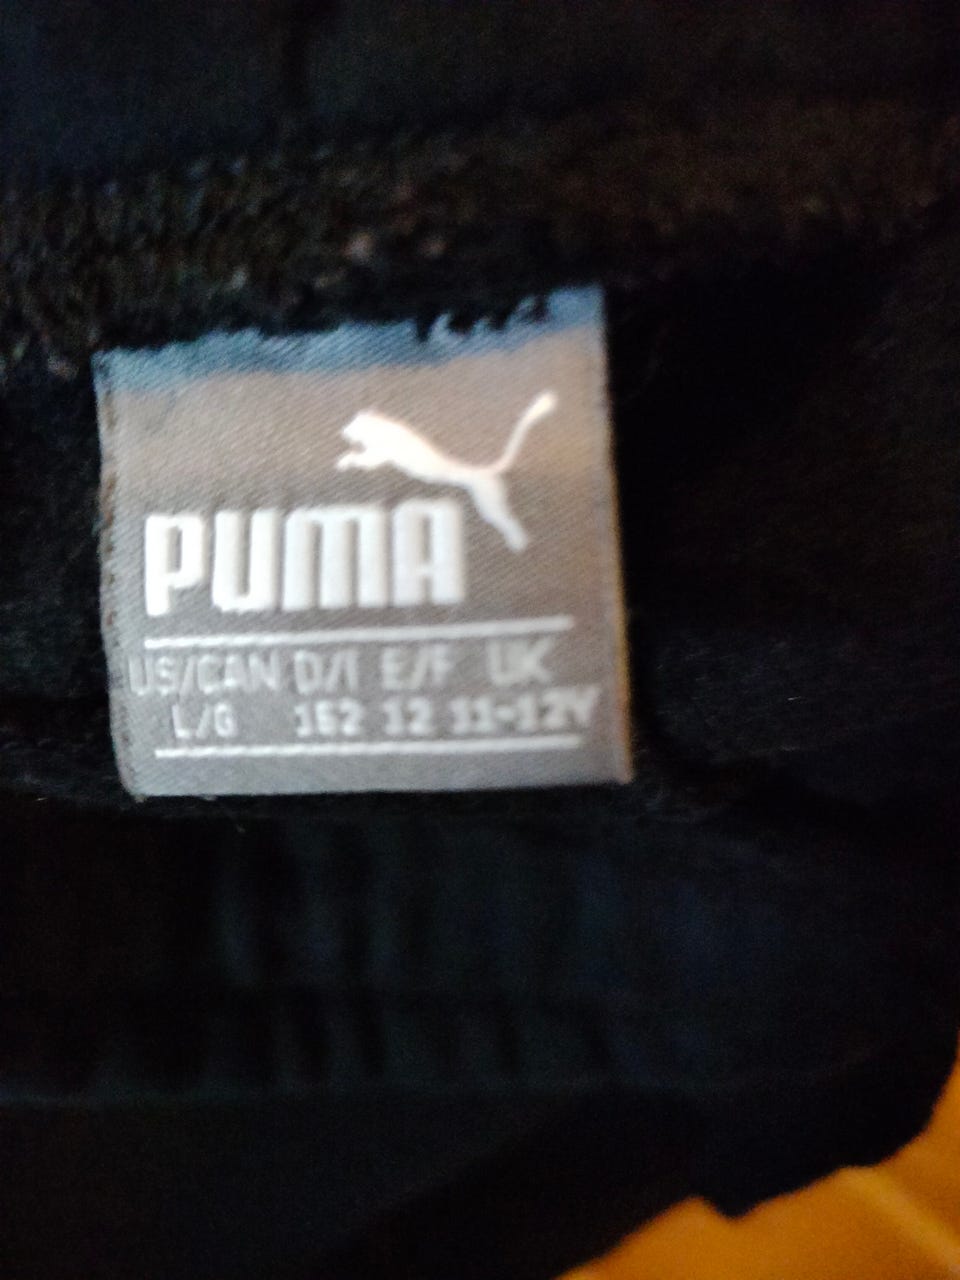 PUMA
US/CAN D/I E/F UK
L/G 152 12 11-12Y